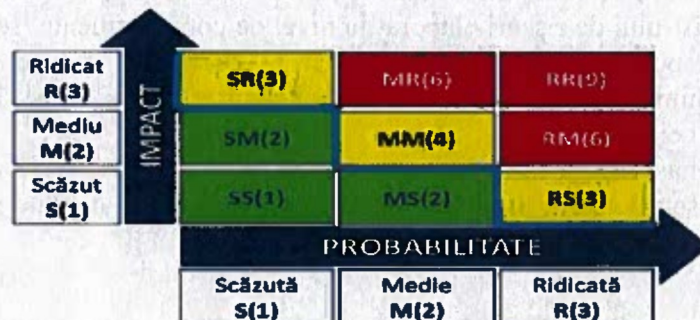 Ridicat
R(3)
SR(3) MR(6) RR(9)
IMPACT
Mediu
M(2)
SM(2) MM(4) RM(6)
Scăzut
S(1)
SS(1) MS(2) RS(3)
PROBABILITATE
Scăzută Medie Ridicată
S(1) M(2) R(3)